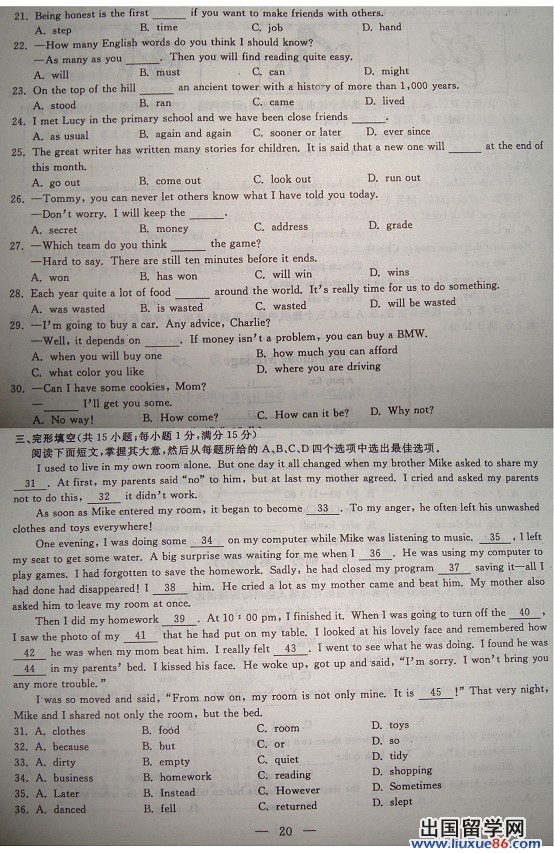 21. Being honest is the first ______ if you want to make friends with others.
A. step B. time C. job D. hand
22. —How many English words do you think I should know?
—As many as you ______. Then you will find reading quite easy.
A. will B. must C. can D. might
23. On the top of the hill ______ an ancient tower with a history of more than 1,000 years.
A. stood B. ran C. came D. lived
24. I met Lucy in the primary school and we have been close friends ______.
A. as usual B. again and again C. sooner or later D. ever since
25. The great writer has written many stories for children. It is said that a new one will ______ at the end of
this month.
A. go out B. come out C. look out D. run out
26. —Tommy, you can never let others know what I have told you today.
—Don't worry. I will keep the ______.
A. secret B. money C. address D. grade
27. —Which team do you think ______ the game?
—Hard to say. There are still ten minutes before it ends.
A. won B. has won C. will win D. wins
28. Each year quite a lot of food ______ around the world. It's really time for us to do something.
A. was wasted B. is wasted C. wasted D. will be wasted
29. —I'm going to buy a car. Any advice, Charlie?
—Well, it depends on ______. If money isn't a problem, you can buy a BMW.
A. when you will buy one B. how much you can afford
C. what color you like D. where you are driving
30. —Can I have some cookies, Mom?
—______ I'll get you some.
A. No way! B. How come? C. How can it be? D. Why not?
三、完形填空(共 15 小题;每小题 1 分,满分 15 分)
阅读下面短文,掌握其大意,然后从每题所给的 A、B、C、D 四个选项中选出最佳选项。
I used to live in my own room alone. But one day it all changed when my brother Mike asked to share my
31 . At first, my parents said "no" to him, but at last my mother agreed. I cried and asked my parents
not to do this, 32 it didn't work.
As soon as Mike entered my room, it began to become 33 . To my anger, he often left his unwashed
clothes and toys everywhere!
One evening, I was doing some 34 on my computer while Mike was listening to music. 35 , I left
my seat to get some water. A big surprise was waiting for me when I 36 . He was using my computer to
play games. I had forgotten to save the homework. Sadly, he had closed my program 37 saving it—all I
had done had disappeared! I 38 him. He cried a lot as my mother came and beat him. My mother also
asked him to leave my room at once.
Then I did my homework 39 . At 10:00 pm, I finished it. When I was going to turn off the 40 ,
I saw the photo of my 41 that he had put on my table. I looked at his lovely face and remembered how
42 he was when my mom beat him. I really felt 43 . I went to see what he was doing. I found he was
44 in my parents' bed. I kissed his face. He woke up, got up and said, "I'm sorry. I won't bring you
any more trouble."
I was so moved and said, "From now on, my room is not only mine. It is 45 !" That very night,
Mike and I shared not only the room, but the bed.
31. A. clothes B. food C. room D. toys
32. A. because B. but C. or D. so
33. A. dirty B. empty C. quiet D. tidy
34. A. business B. homework C. reading D. shopping
35. A. Later B. Instead C. However D. Sometimes
36. A. danced B. fell C. returned D. slept
— 20 —
出国留学网
www.liuxue86.com